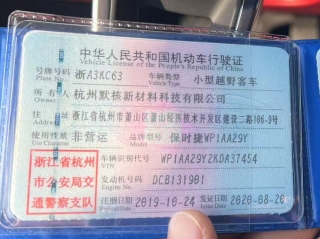 中华人民共和国机动车行驶证
Vehicle License of the People's Republic of China
号牌号码 浙A3KC63 车辆类型 小型越野客车
Plate No. Vehicle Type
所有人 杭州默核新材料科技有限公司
Owner
住址 浙江省杭州市萧山区萧山经济技术开发区建设二路106-9号
Address
使用性质 非营运 品牌型号 保时捷WP1AA29Y
Use Character Model
浙江省杭州
市公安局交
通警察支队
车辆识别代号 WP1AA29Y2KDA37454
VIN
发动机号码 DCB131901
Engine No.
注册日期 2019-10-24 发证日期 2020-08-20